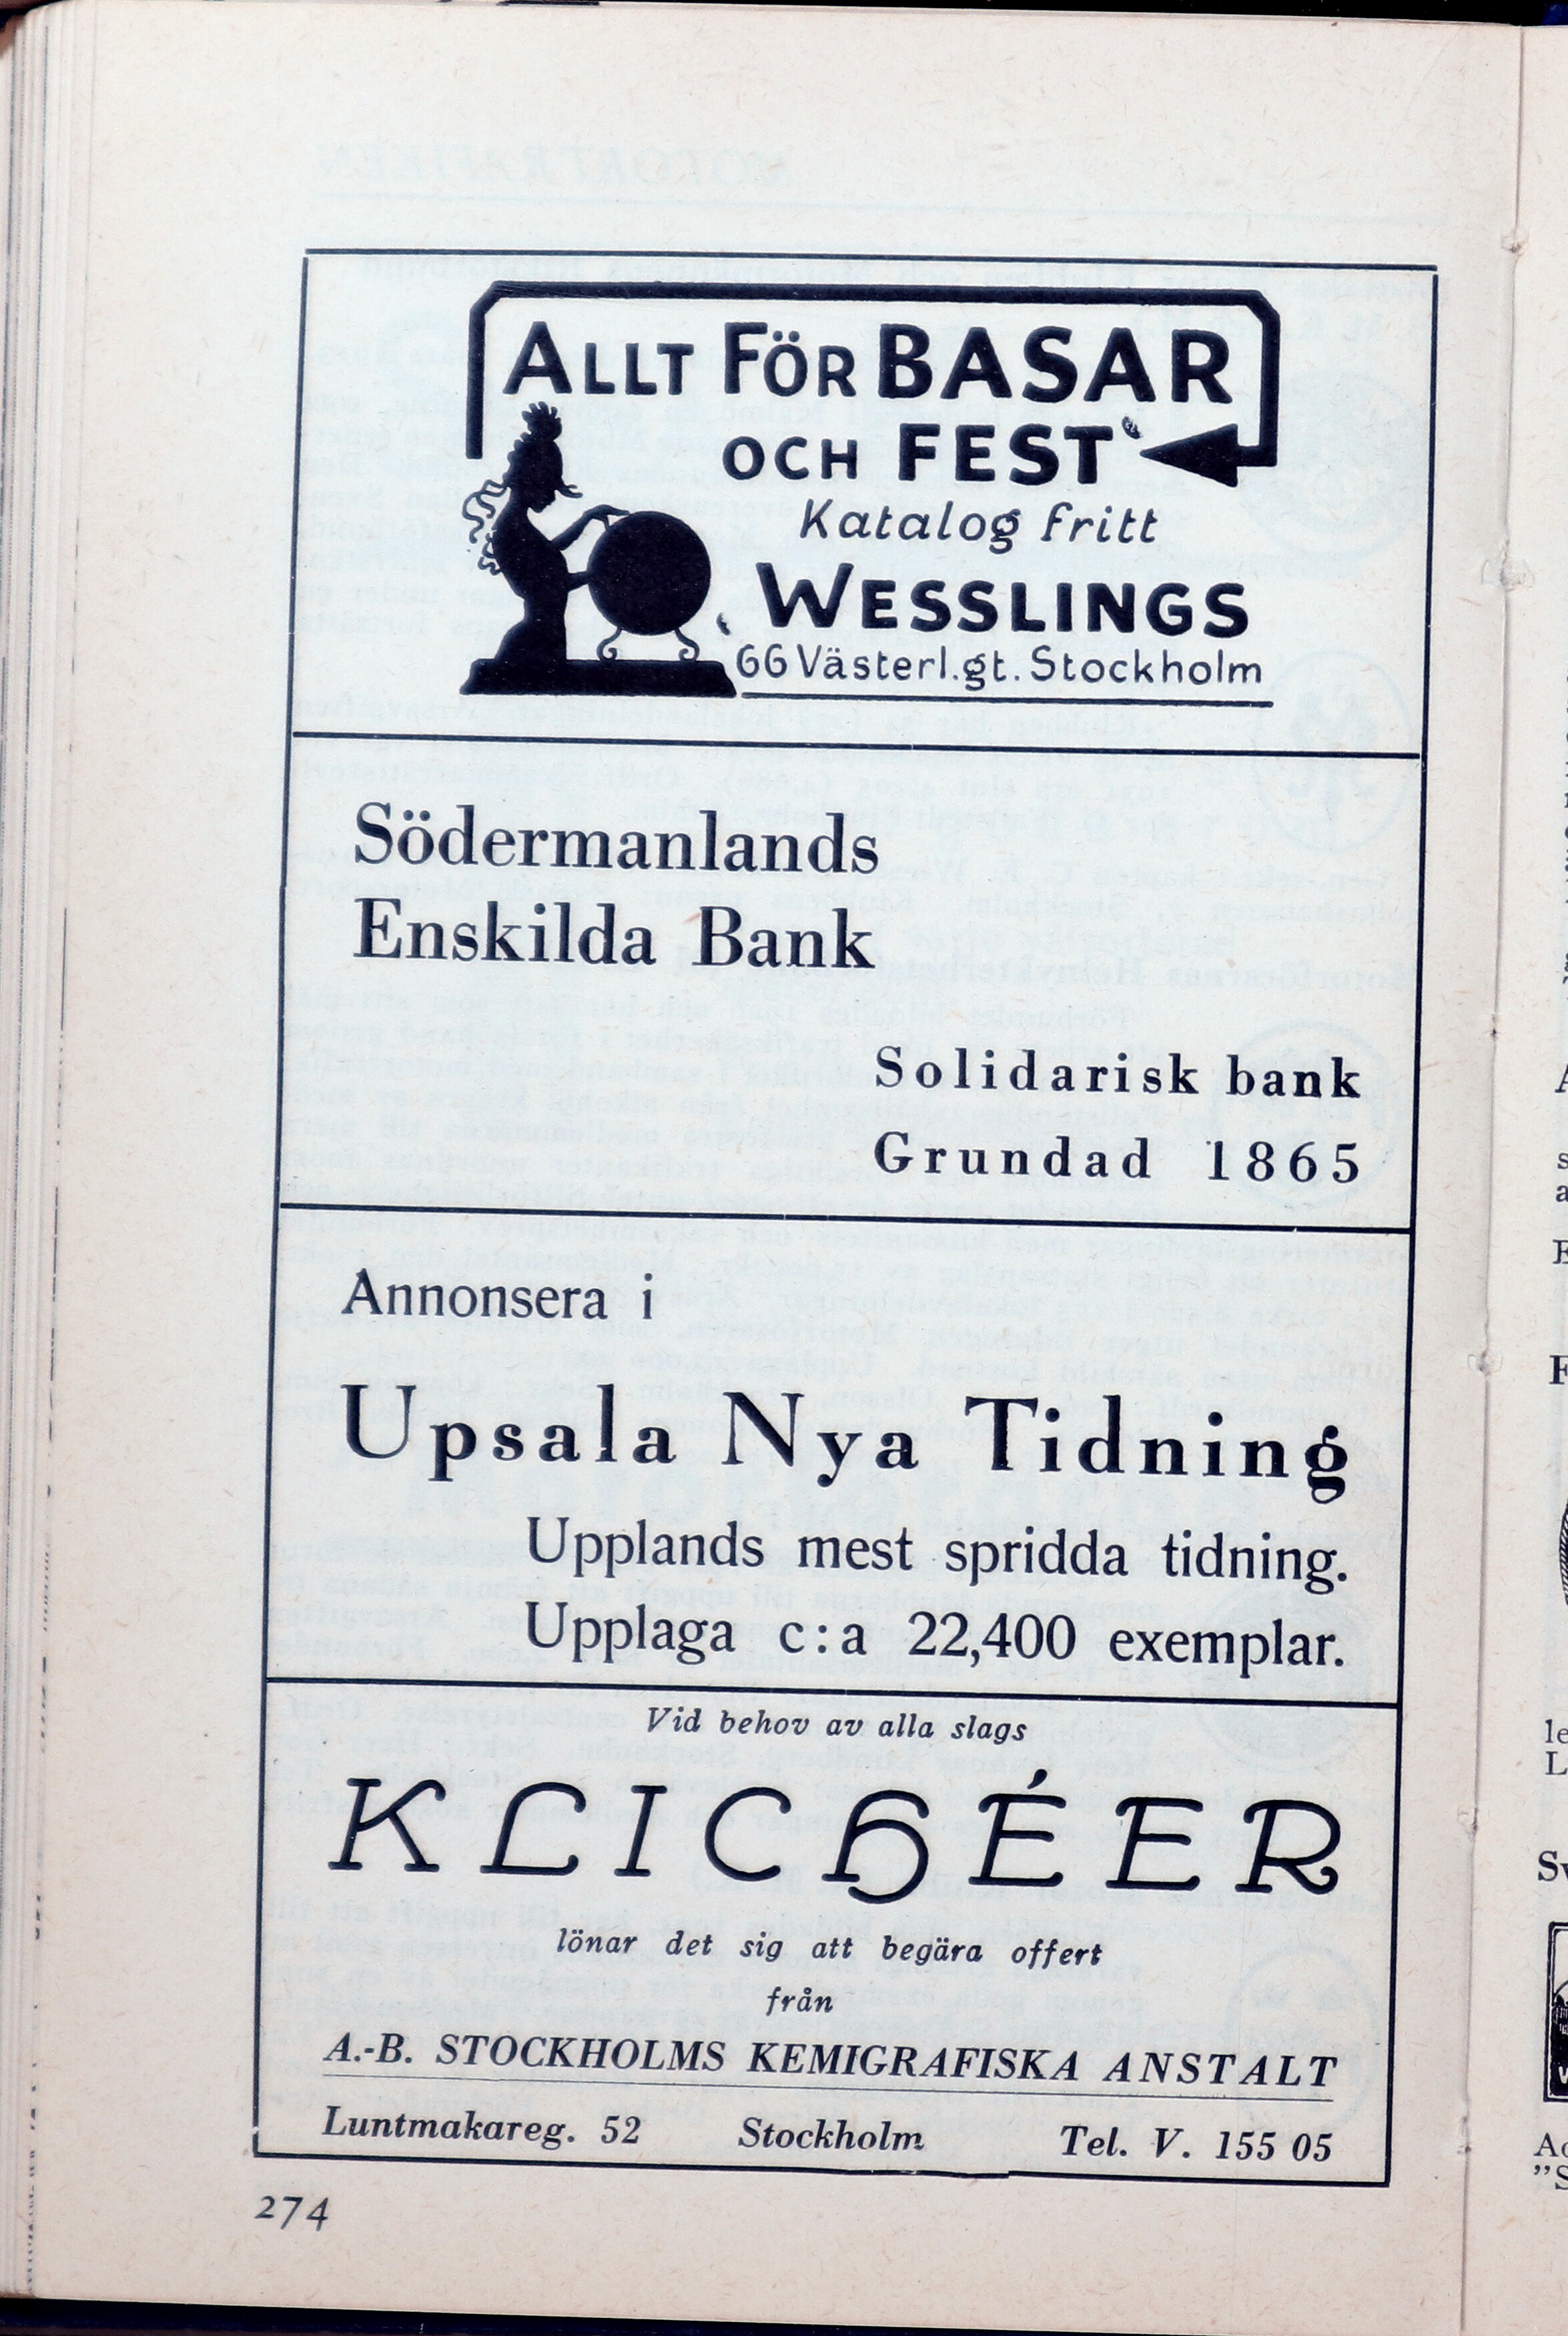 ALLT FÖR BASAR
OCH FEST
Katalog fritt
WESSLINGS
66 Västerl.gt. Stockholm
Södermanlands
Enskilda Bank
Solidarisk bank
Grundad 1865
Annonsera i
Upsala Nya Tidning
Upplands mest spridda tidning.
Upplaga c:a 22,400 exemplar.
Vid behov av alla slags
KLICHÉER
lönar det sig att begära offert
från
A.-B. STOCKHOLMS KEMIGRAFISKA ANSTALT
Luntmakareg. 52 Stockholm Tel. V. 155 05
274